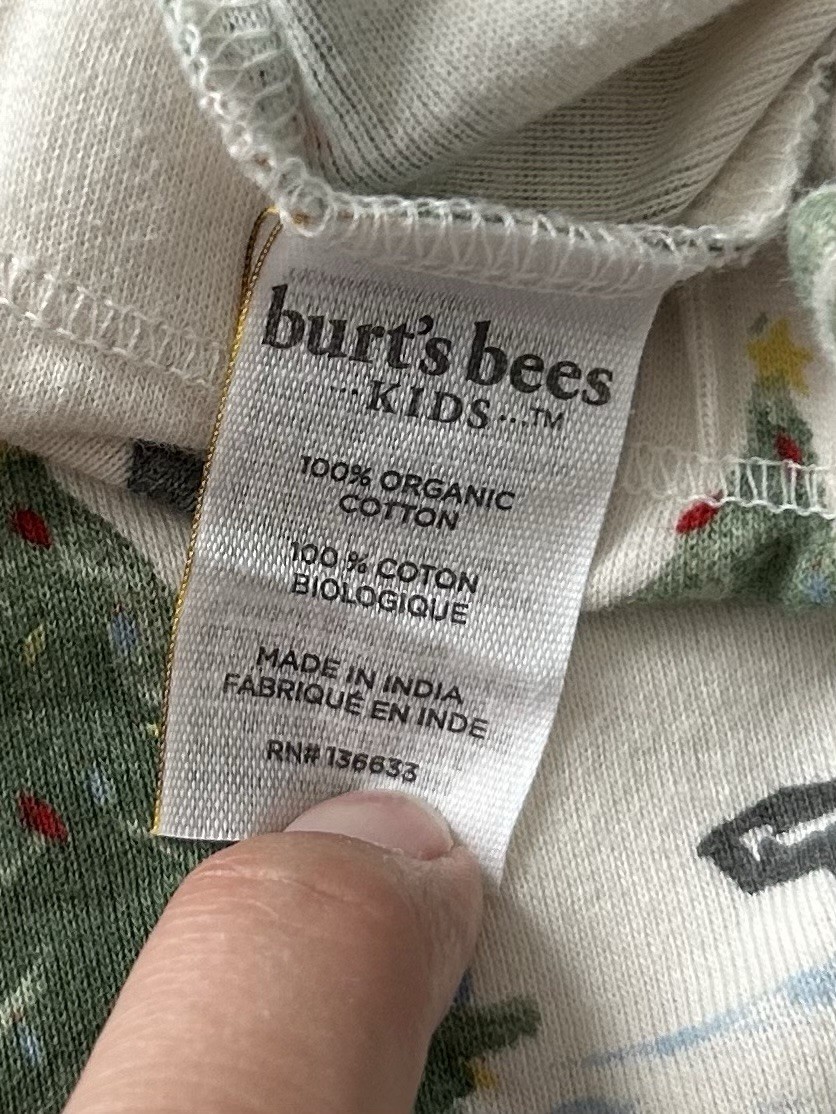 burt's bees
...KIDS...™
100% ORGANIC
COTTON
100 % COTON
BIOLOGIQUE
MADE IN INDIA
FABRIQUÉ EN INDE
RN# 136633